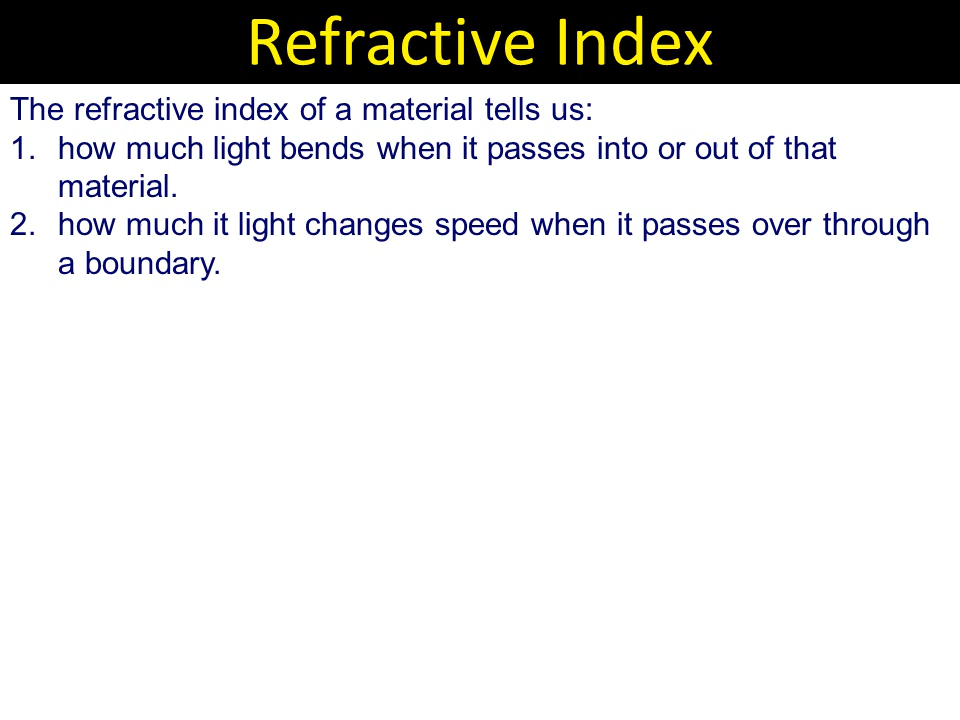 Refractive Index
The refractive index of a material tells us:
1. how much light bends when it passes into or out of that
material.
2. how much it light changes speed when it passes over through
a boundary.